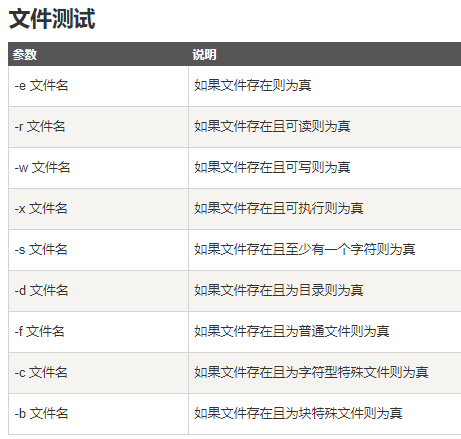 文件测试
参数 说明
-e 文件名 如果文件存在则为真
-r 文件名 如果文件存在且可读则为真
-w 文件名 如果文件存在且可写则为真
-x 文件名 如果文件存在且可执行则为真
-s 文件名 如果文件存在且至少有一个字符则为真
-d 文件名 如果文件存在且为目录则为真
-f 文件名 如果文件存在且为普通文件则为真
-c 文件名 如果文件存在且为字符型特殊文件则为真
-b 文件名 如果文件存在且为块特殊文件则为真